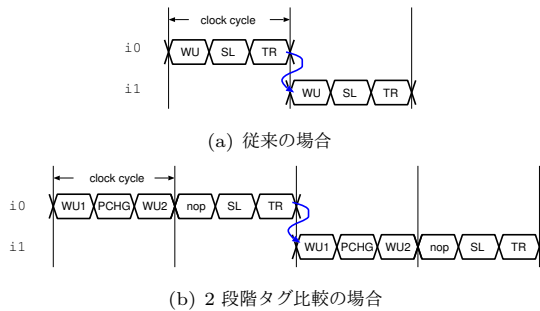 clock cycle
i0 WU SL TR
i1 WU SL TR
(a) 従来の場合
clock cycle
i0 WU1 PCHG WU2 nop SL TR
i1 WU1 PCHG WU2 nop SL TR
(b) 2 段階タグ比較の場合